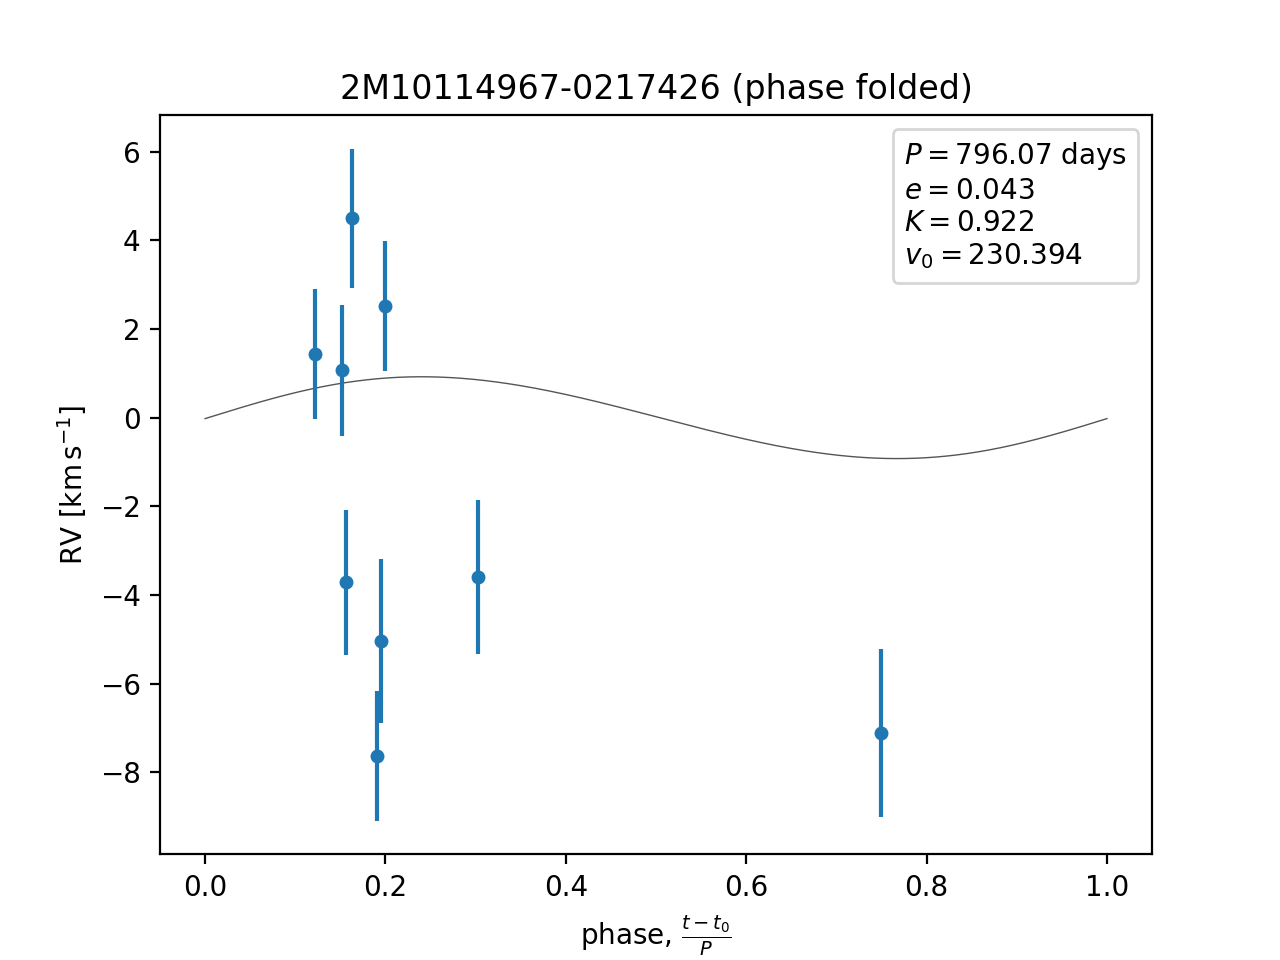 2M10114967-0217426 (phase folded)
P = 796.07 days
e = 0.043
K = 0.922
v₀ = 230.394
6
4
2
0
−2
−4
−6
−8
RV [km s⁻¹]
0.0 0.2 0.4 0.6 0.8 1.0
phase, (t − t₀)/P